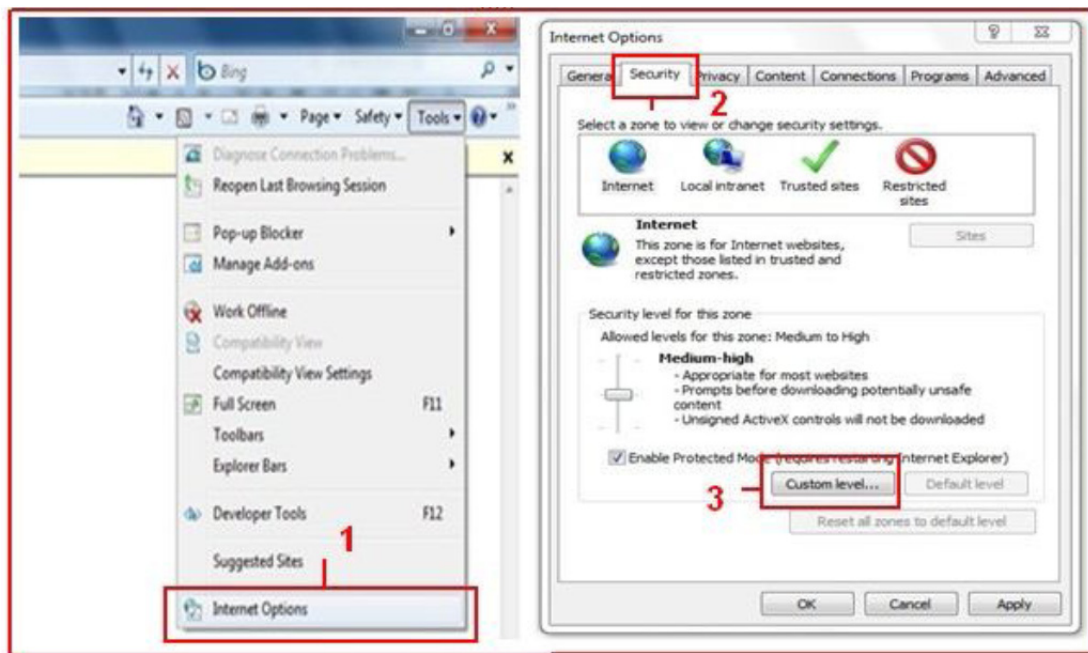 Bing
Page Safety Tools
Diagnose Connection Problems...
Reopen Last Browsing Session
Pop-up Blocker
Manage Add-ons
Work Offline
Compatibility View
Compatibility View Settings
Full Screen F11
Toolbars
Explorer Bars
Developer Tools F12
Suggested Sites
1
Internet Options
Internet Options
General Security Privacy Content Connections Programs Advanced
2
Select a zone to view or change security settings.
Internet Local intranet Trusted sites Restricted
sites
Internet
Sites
This zone is for Internet websites,
except those listed in trusted and
restricted zones.
Security level for this zone
Allowed levels for this zone: Medium to High
Medium-high
- Appropriate for most websites
- Prompts before downloading potentially unsafe
content
- Unsigned ActiveX controls will not be downloaded
Enable Protected Mode (requires restarting Internet Explorer)
3
Custom level... Default level
Reset all zones to default level
OK Cancel Apply